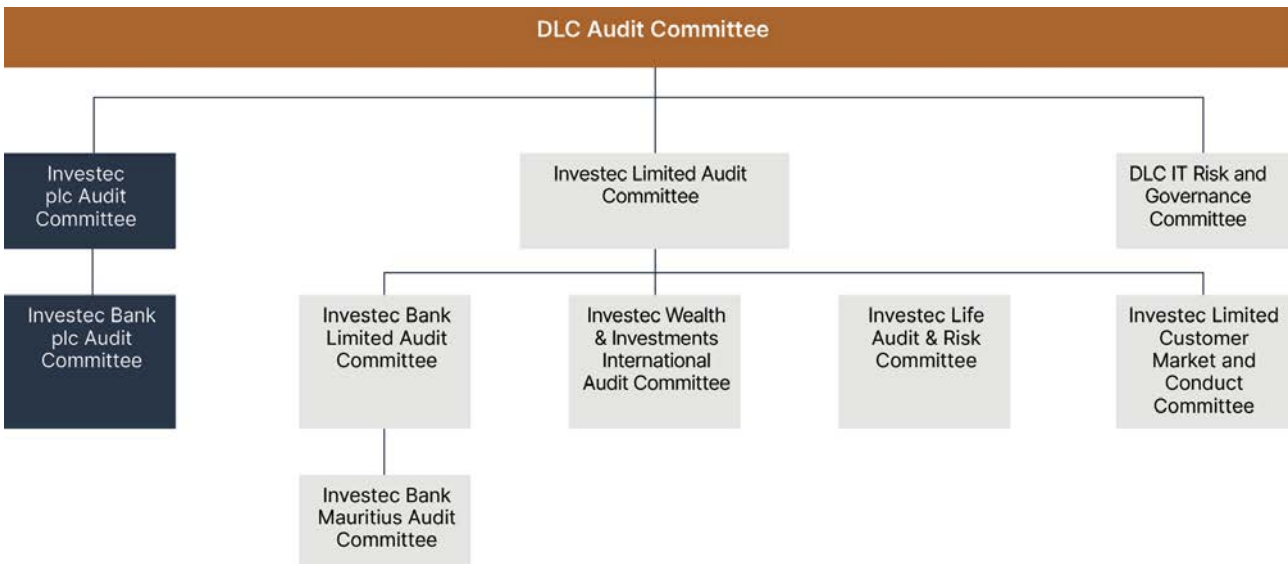 DLC Audit Committee
Investec
plc Audit
Committee
Investec Limited Audit
Committee
DLC IT Risk and
Governance
Committee
Investec Bank
plc Audit
Committee
Investec Bank
Limited Audit
Committee
Investec Wealth
& Investments
International
Audit Committee
Investec Life
Audit & Risk
Committee
Investec Limited
Customer
Market and
Conduct
Committee
Investec Bank
Mauritius Audit
Committee